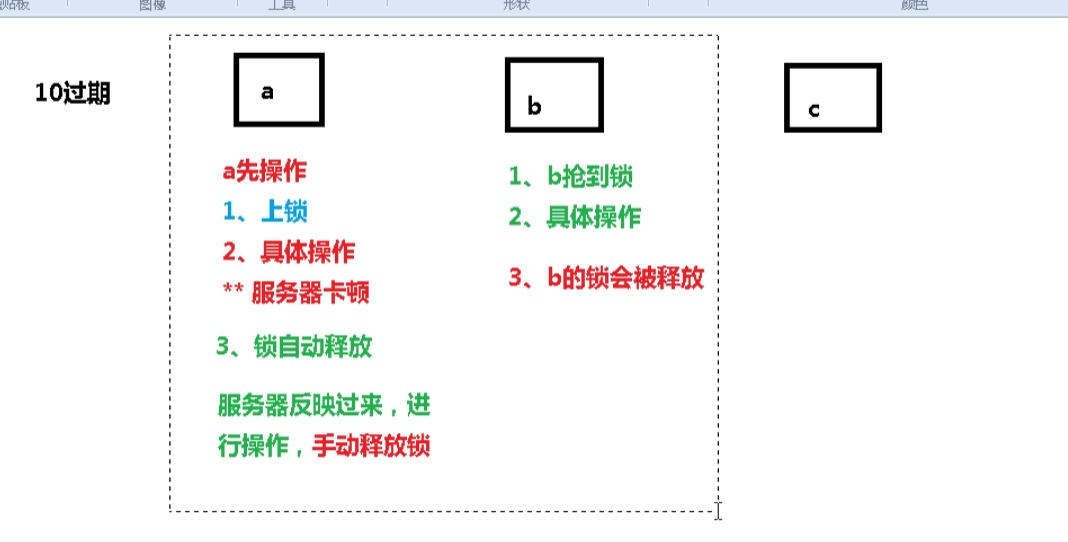 图像
工具
形状
颜色
10过期
a
b
c
a先操作
1、上锁
2、具体操作
** 服务器卡顿
3、锁自动释放
服务器反映过来，进
行操作，手动释放锁
1、b抢到锁
2、具体操作
3、b的锁会被释放